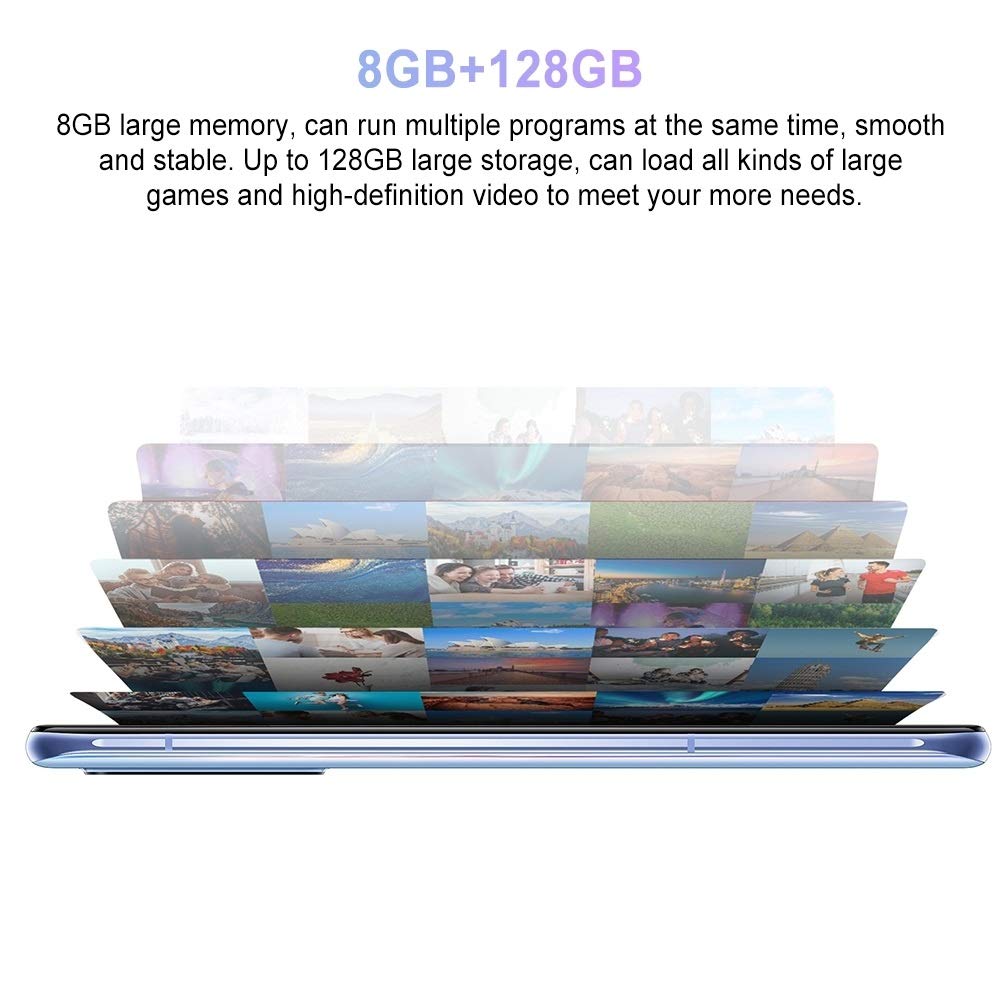 8GB+128GB
8GB large memory, can run multiple programs at the same time, smooth
and stable. Up to 128GB large storage, can load all kinds of large
games and high-definition video to meet your more needs.